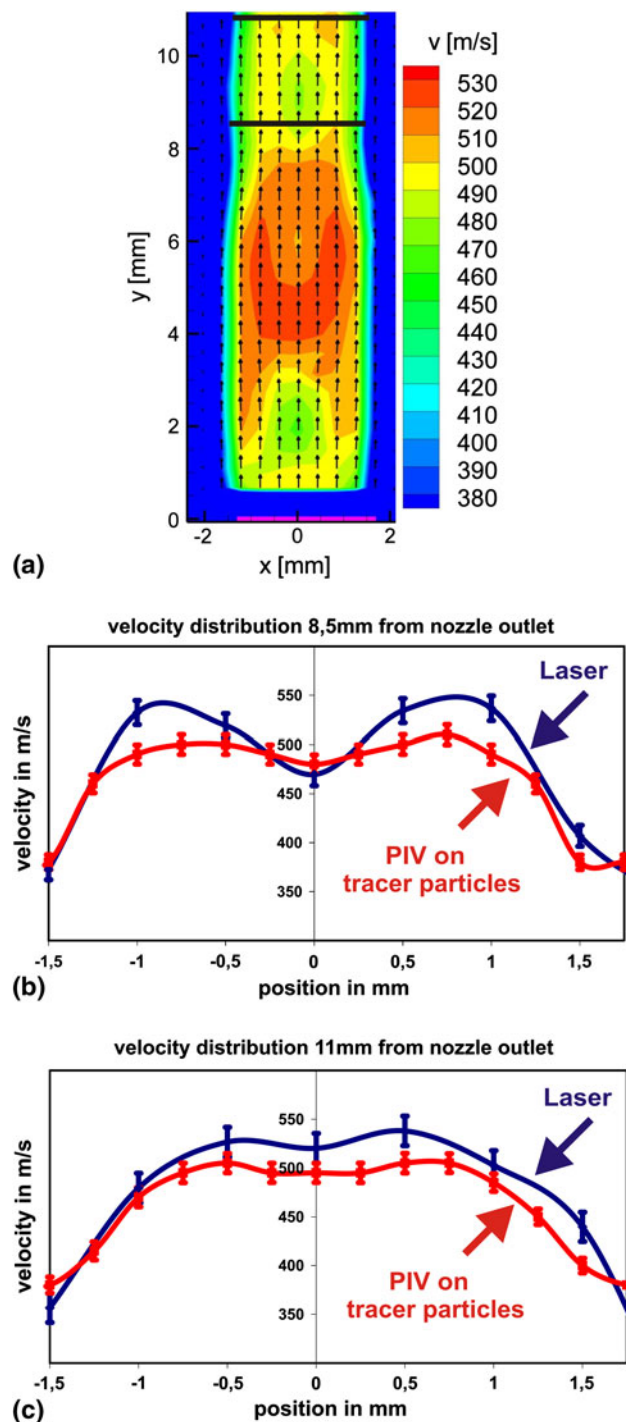 v [m/s]
10
8
6
4
2
0
y [mm]
530
520
510
500
490
480
470
460
450
440
430
420
410
400
390
380
-2
0
2
x [mm]
(a)
velocity distribution 8,5mm from nozzle outlet
velocity in m/s
550
500
450
400
350
Laser
PIV on
tracer particles
-1,5
-1
-0,5
0
0,5
1
1,5
position in mm
(b)
velocity distribution 11mm from nozzle outlet
velocity in m/s
550
500
450
400
350
Laser
PIV on
tracer particles
-1,5
-1
-0,5
0
0,5
1
1,5
position in mm
(c)